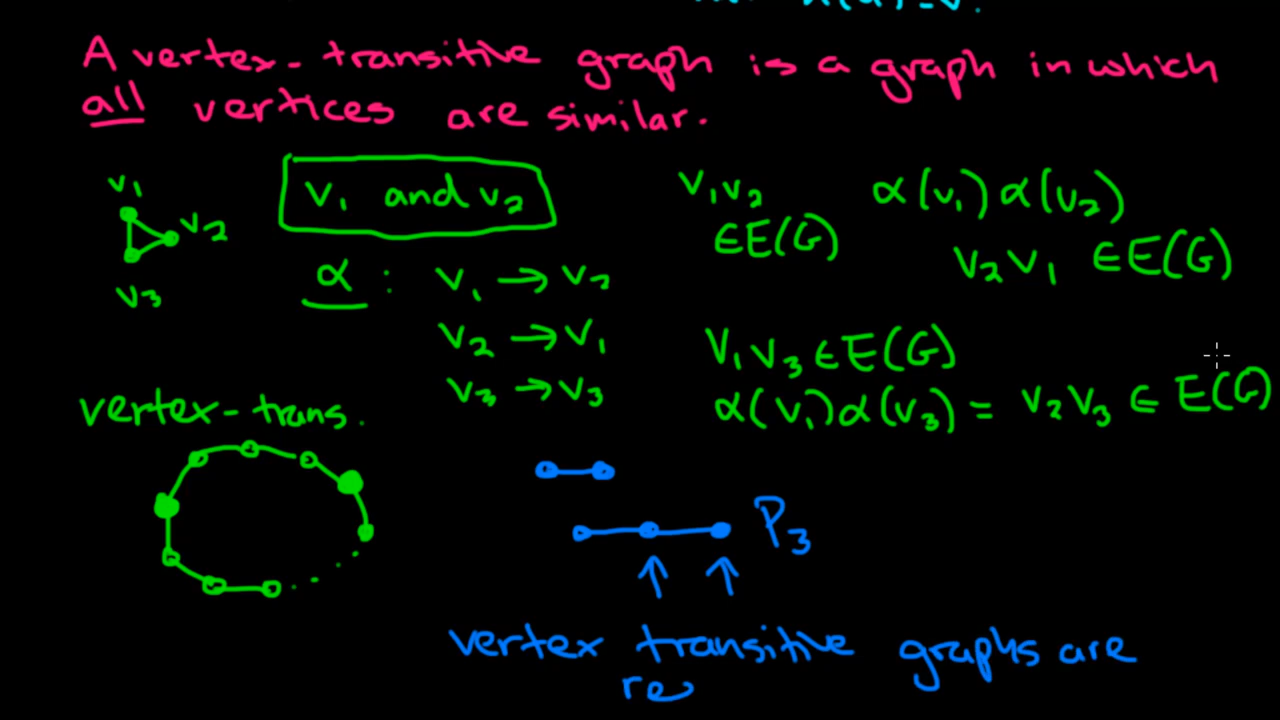 A vertex-transitive graph is a graph in which
all vertices are similar.
v₁
v₂
v₃
v₁ and v₂
α : v₁ → v₂
v₂ → v₁
v₃ → v₃
v₁v₂
∈E(G)
α(v₁)α(v₂)
v₂v₁ ∈E(G)
v₁v₃∈E(G)
α(v₁)α(v₃) = v₂v₃ ∈ E(G)
vertex-trans.
P₃
vertex transitive graphs are
re